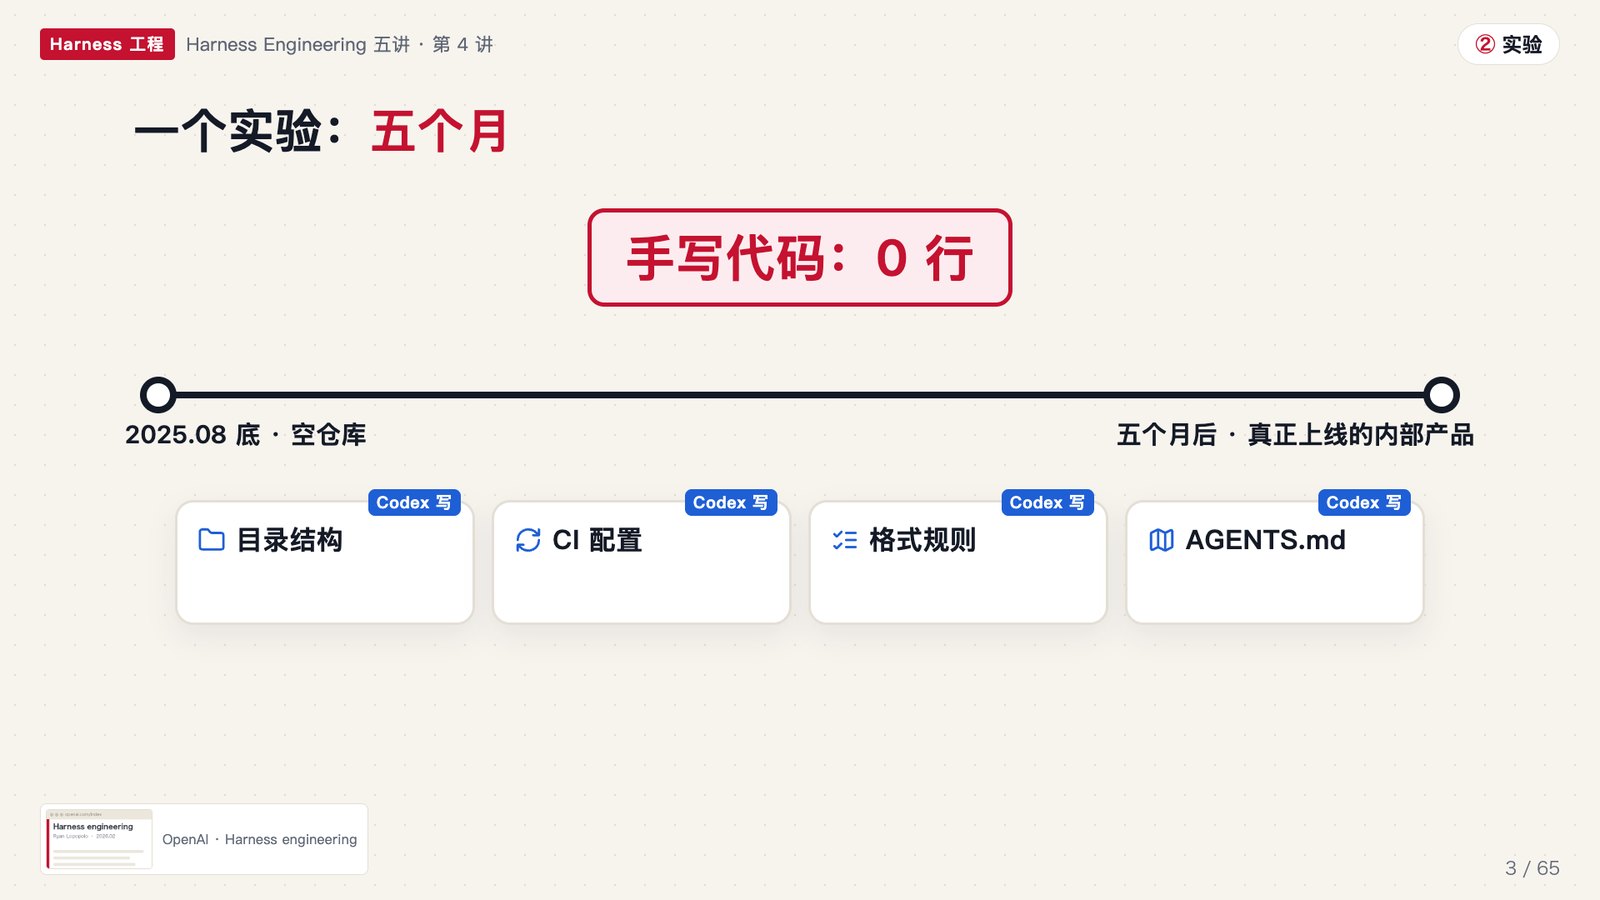 Harness 工程 Harness Engineering 五讲 · 第 4 讲
② 实验
一个实验：五个月
手写代码：0 行
2025.08 底 · 空仓库
五个月后 · 真正上线的内部产品
Codex 写
目录结构
Codex 写
CI 配置
Codex 写
格式规则
Codex 写
AGENTS.md
Harness engineering
OpenAI · Harness engineering
3 / 65